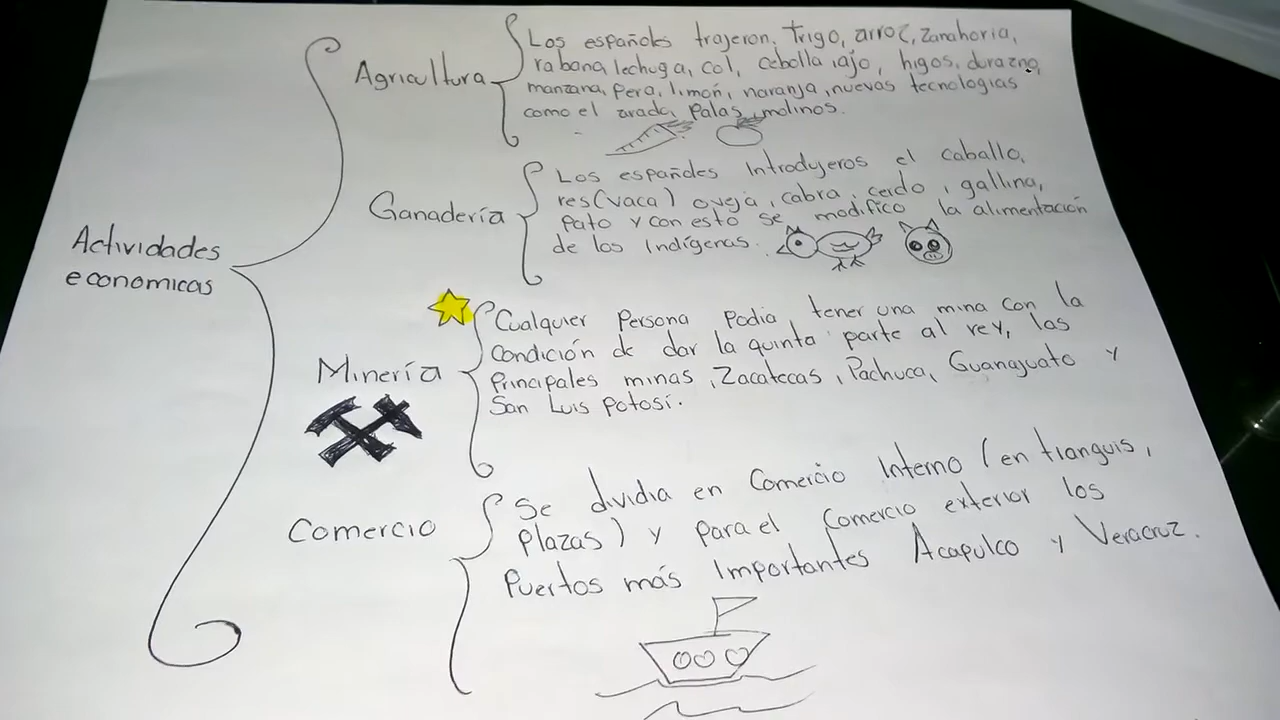 Actividades
economicas
Agricultura
Los españoles trajeron, trigo, arroz, zanahoria,
rabano, lechuga, col, cebolla, ajo, higos, durazno,
manzana, pera, limón, naranja, nuevas tecnologias
como el arado, palas, molinos.
Ganadería
Los españoles Introdujeros el caballo,
res(vaca) oveja, cabra, cerdo, gallina,
pato y con esto se modifico la alimentación
de los Indígenas.
Minería
Cualquier persona podia tener una mina con la
condición de dar la quinta parte al rey, las
principales minas, Zacatecas, Pachuca, Guanajuato y
San Luis potosí.
Comercio
Se dividia en Comercio Interno (en tianguis,
plazas) y para el Comercio exterior los
Puertos más Importantes Acapulco y Veracruz.